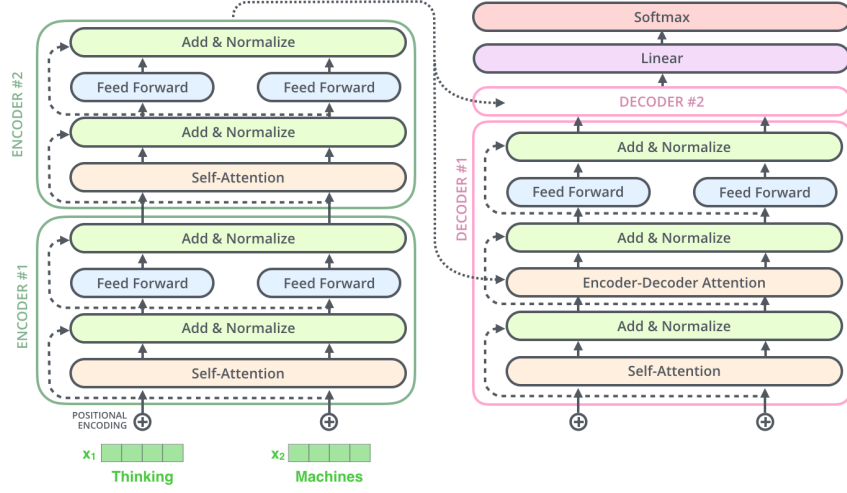 ENCODER #2
Add & Normalize
Feed Forward
Feed Forward
Add & Normalize
Self-Attention
ENCODER #1
Add & Normalize
Feed Forward
Feed Forward
Add & Normalize
Self-Attention
POSITIONAL
ENCODING
x1
x2
Thinking
Machines
Softmax
Linear
DECODER #2
DECODER #1
Add & Normalize
Feed Forward
Feed Forward
Add & Normalize
Encoder-Decoder Attention
Add & Normalize
Self-Attention